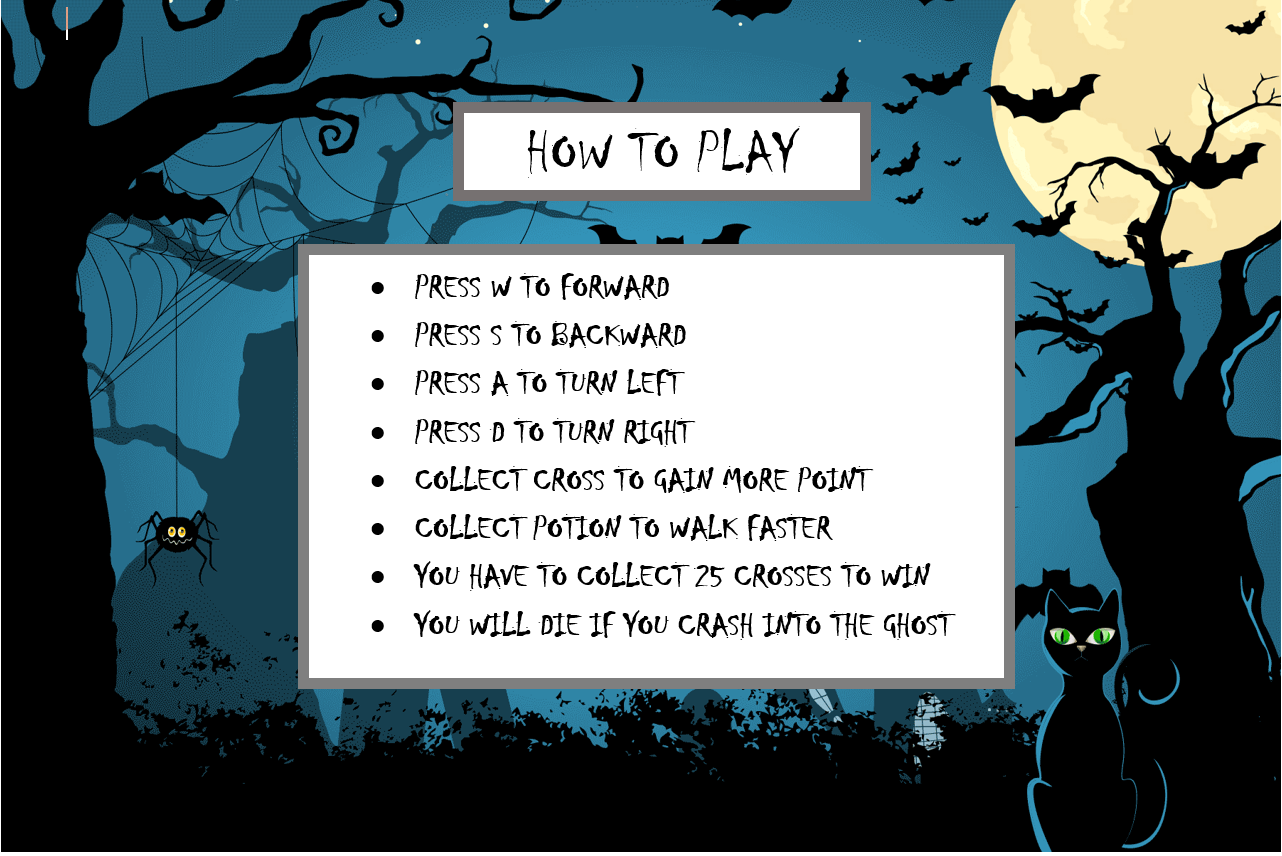 HOW TO PLAY
● PRESS W TO FORWARD
● PRESS S TO BACKWARD
● PRESS A TO TURN LEFT
● PRESS D TO TURN RIGHT
● COLLECT CROSS TO GAIN MORE POINT
● COLLECT POTION TO WALK FASTER
● YOU HAVE TO COLLECT 25 CROSSES TO WIN
● YOU WILL DIE IF YOU CRASH INTO THE GHOST